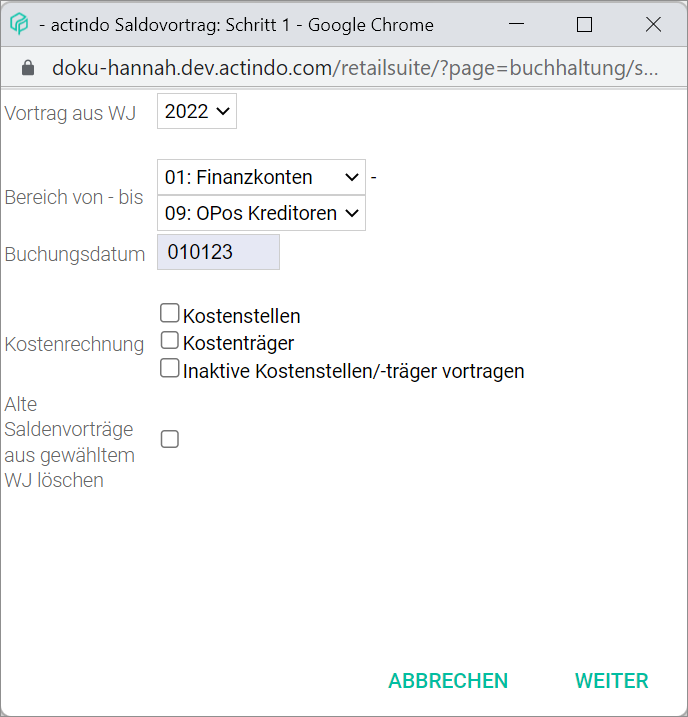 - actindo Saldovortrag: Schritt 1 - Google Chrome
doku-hannah.dev.actindo.com/retailsuite/?page=buchhaltung/s...
Vortrag aus WJ 2022
01: Finanzkonten -
Bereich von - bis
09: OPos Kreditoren
Buchungsdatum 010123
Kostenstellen
Kostenrechnung Kostenträger
Inaktive Kostenstellen/-träger vortragen
Alte
Saldenvorträge
aus gewähltem
WJ löschen
ABBRECHEN WEITER